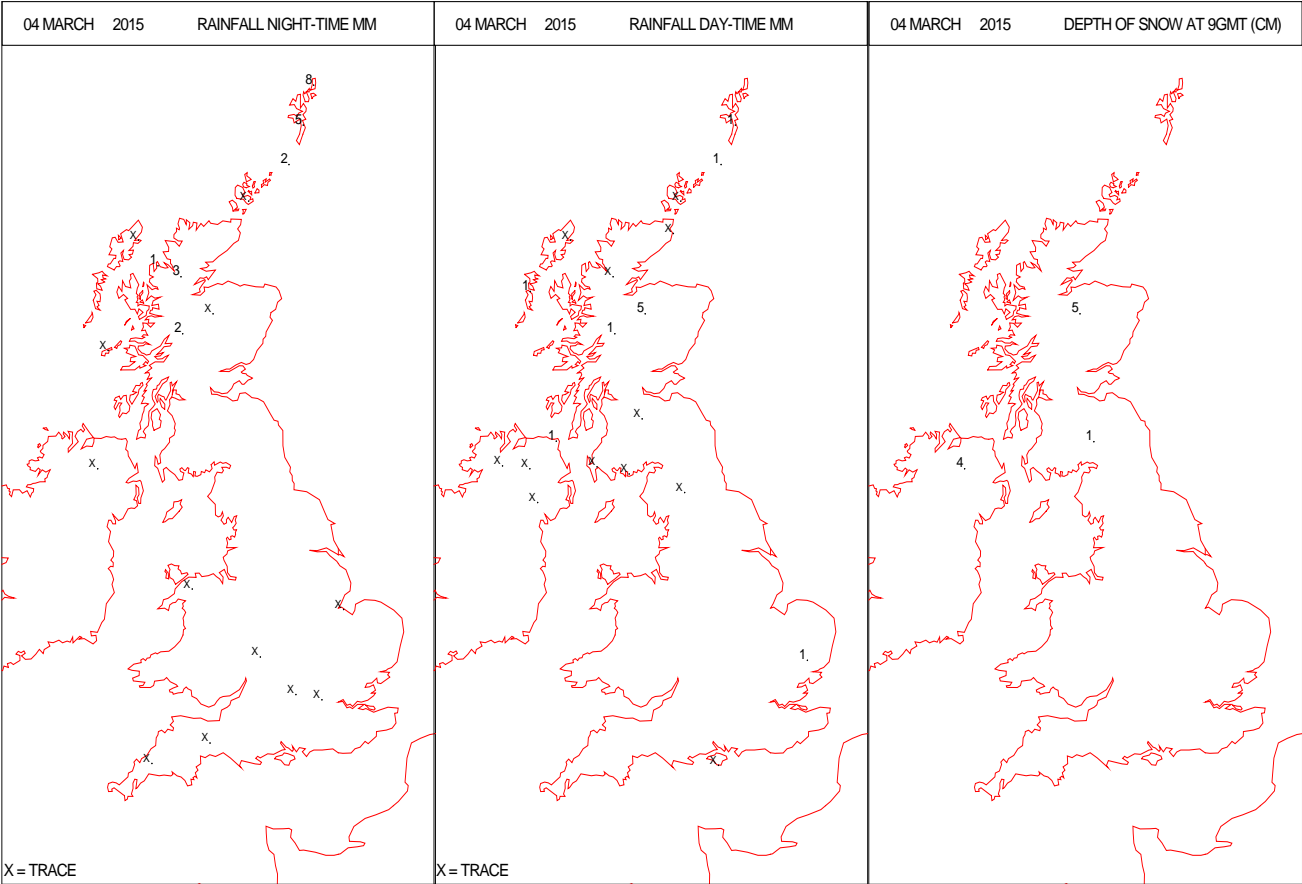 04 MARCH 2015 RAINFALL NIGHT-TIME MM
8.
5.
2.
X.
X.
1.
3.
X.
2.
X.
X.
X.
X.
X.
X.
X.
X.
X.
X = TRACE
04 MARCH 2015 RAINFALL DAY-TIME MM
1.
1.
X.
X.
X.
X.
1.
5.
1.
X.
1.
X.
X.
X.
X.
X.
X.
1.
X.
X = TRACE
04 MARCH 2015 DEPTH OF SNOW AT 9GMT (CM)
5.
1.
4.